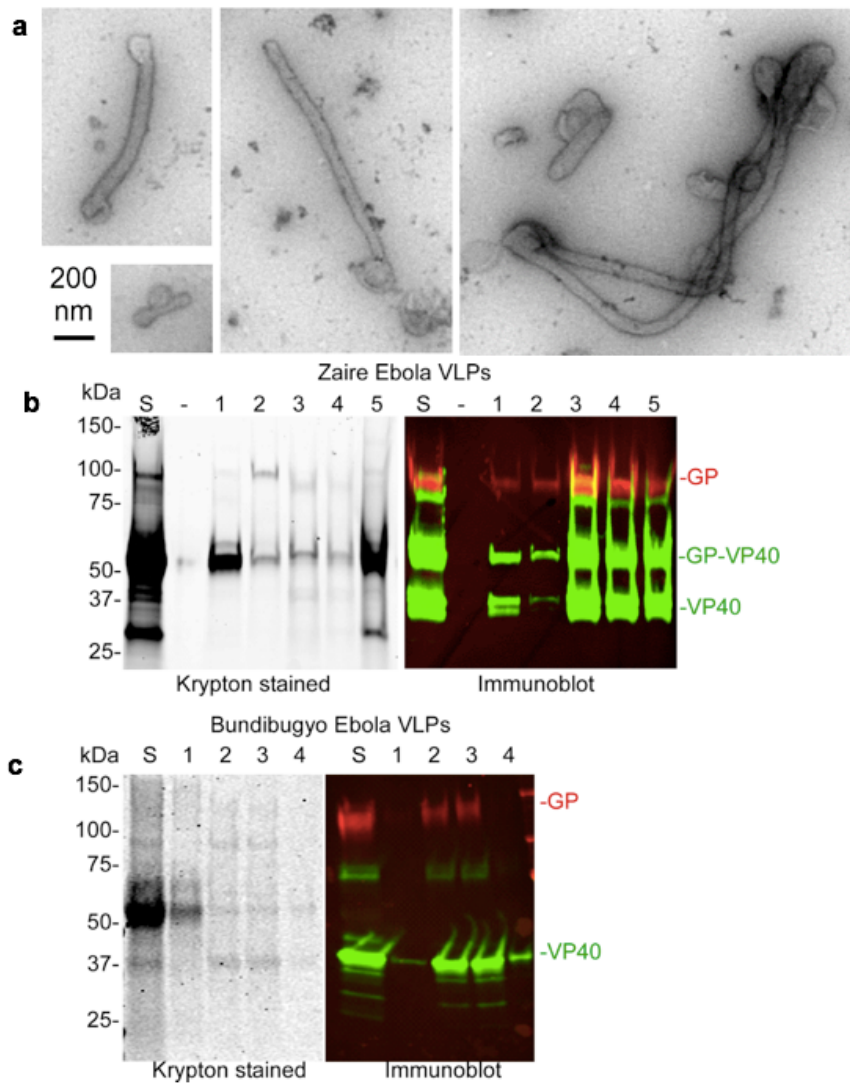 a
200
nm
Zaire Ebola VLPs
b
kDa S - 1 2 3 4 5 S - 1 2 3 4 5
150-
100-
75-
50-
37-
25-
-GP
-GP-VP40
-VP40
Krypton stained Immunoblot
Bundibugyo Ebola VLPs
c
kDa S 1 2 3 4 S 1 2 3 4
150-
100-
75-
50-
37-
25-
-GP
-VP40
Krypton stained Immunoblot